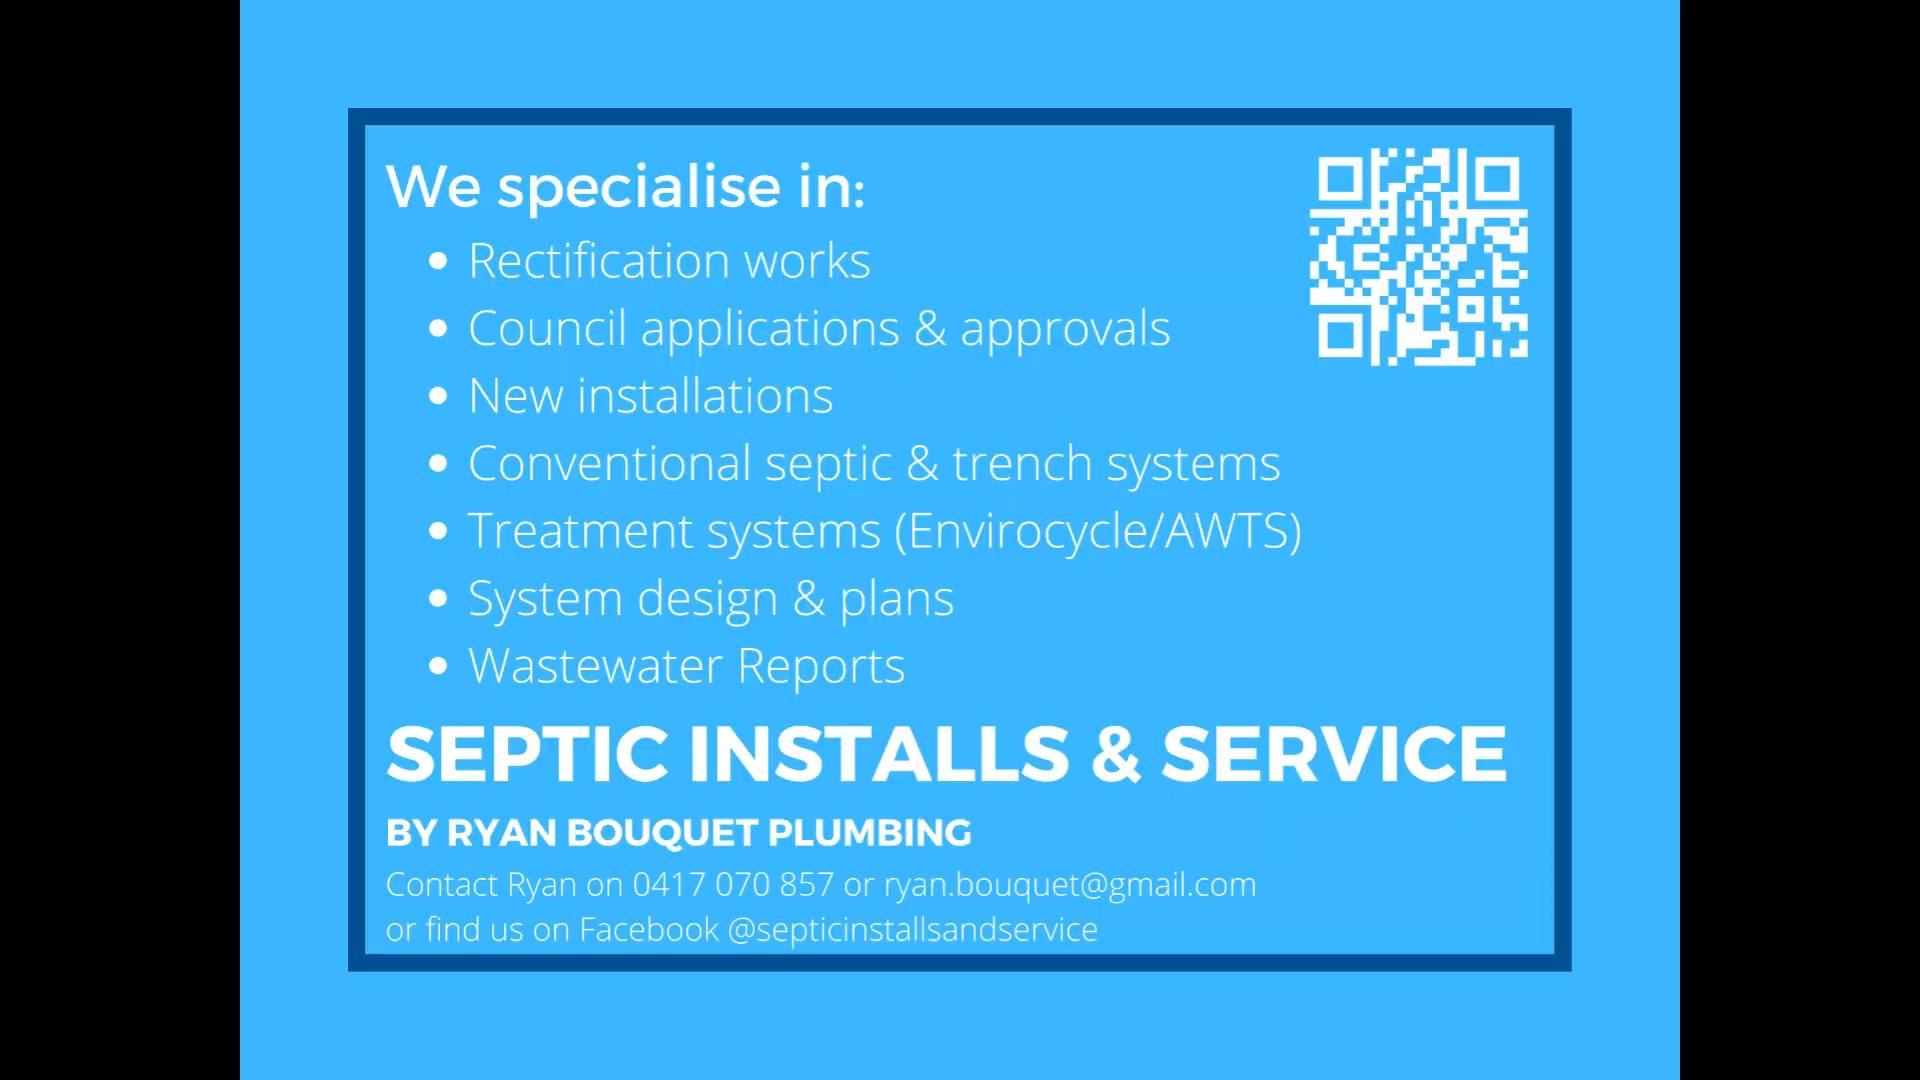 We specialise in:
• Rectification works
• Council applications & approvals
• New installations
• Conventional septic & trench systems
• Treatment systems (Envirocycle/AWTS)
• System design & plans
• Wastewater Reports
SEPTIC INSTALLS & SERVICE
BY RYAN BOUQUET PLUMBING
Contact Ryan on 0417 070 857 or ryan.bouquet@gmail.com
or find us on Facebook @septicinstallsandservice